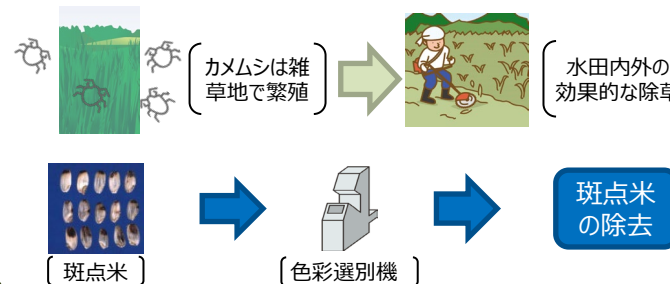 カメムシは雑
草地で繁殖
水田内外の
効果的な除草
斑点米
の除去
斑点米
色彩選別機